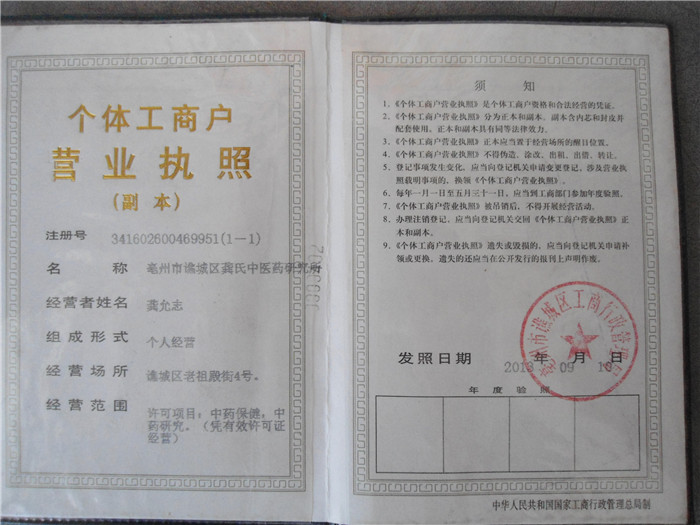 个体工商户
营业执照
(副本)
注册号 341602600469951(1-1)
名称 亳州市谯城区龚氏中医药研究所
经营者姓名 龚允志
组成形式 个人经营
经营场所 谯城区老祖殿街4号。
经营范围 许可项目:中药保健,中
药研究。(凭有效许可证
经营)
须知
1、《个体工商户营业执照》是个体工商户资格和合法经营的凭证。
2、《个体工商户营业执照》分为正本和副本。副本含内芯和封皮并
配套使用。正本和副本具有同等法律效力。
3、《个体工商户营业执照》正本应当置于经营场所的醒目位置。
4、《个体工商户营业执照》不得伪造、涂改、出租、出借、转让。
5、登记事项发生变化,应当向登记机关申请变更登记,涉及营业执
照载明事项的,换领《个体工商户营业执照》。
6、每年一月一日至五月三十一日,应当到工商部门参加年度验照。
7、《个体工商户营业执照》被吊销后,不得开展经营活动。
8、办理注销登记,应当向登记机关交回《个体工商户营业执照》正
本和副本。
9、《个体工商户营业执照》遗失或毁损的,应当向登记机关申请补
领或更换。遗失的还应当在公开发行的报刊上声明作废。
亳州市谯城区工商行政管理局
发照日期 2013 年 09 月 10 日
年度验照
中华人民共和国国家工商行政管理总局制